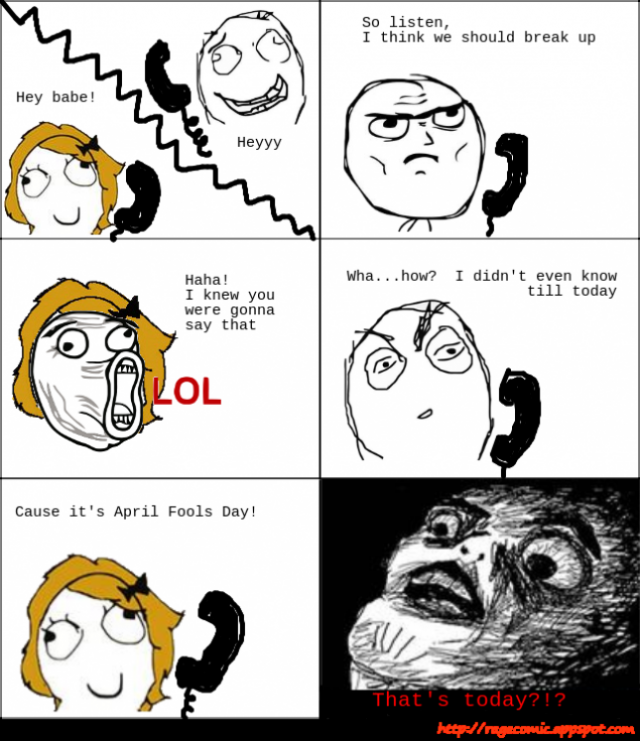 Hey babe!
Heyyy
So listen,
I think we should break up
Haha!
I knew you
were gonna
say that
LOL
Wha...how?  I didn't even know
till today
Cause it's April Fools Day!
That's today?!?
http://ragecomic.appspot.com